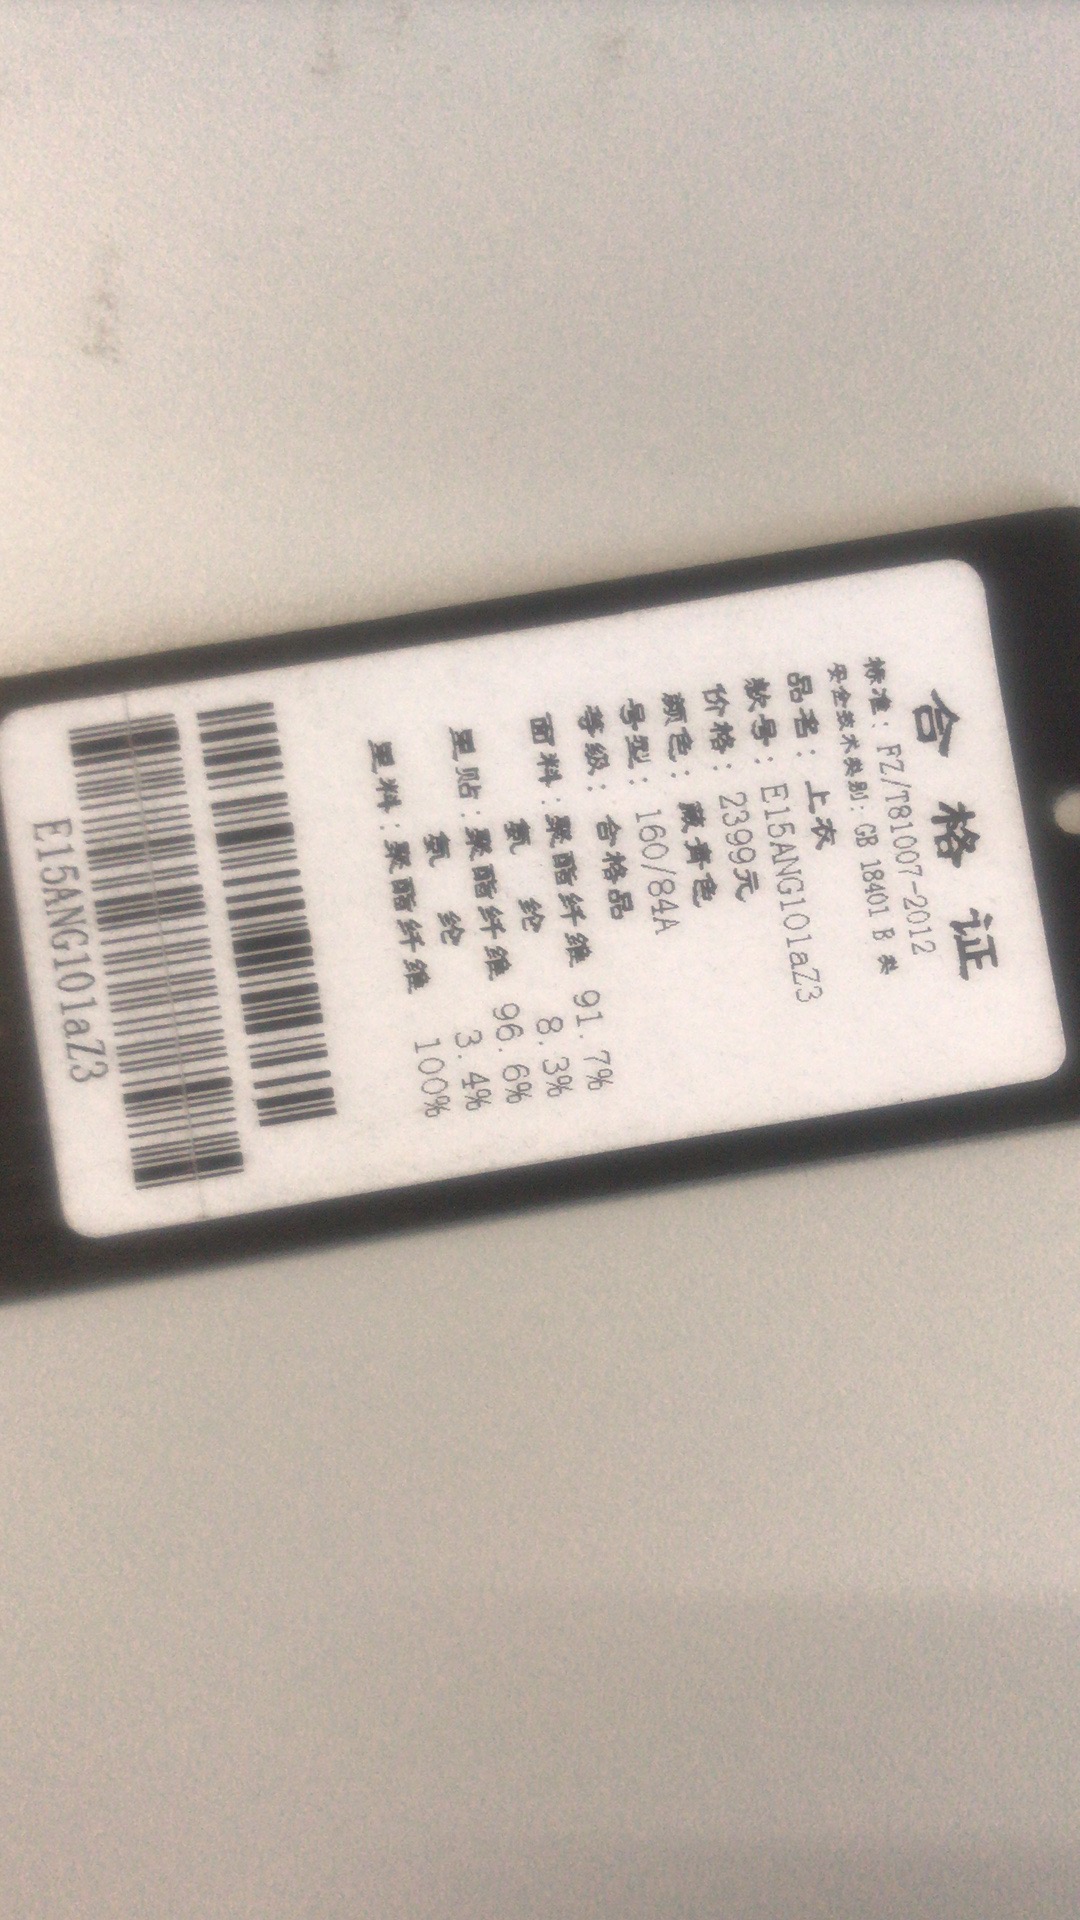 合格证
标准：FZ/T81007-2012
安全技术类别：GB 18401 B 类
品名：上衣
款号：E15ANG101aZ3
价格：2399元
颜色：藏青色
号型：160/84A
等级：合格品
面料：聚酯纤维 91.7%
氨纶 8.3%
里贴：聚酯纤维 96.6%
氨纶 3.4%
里料：聚酯纤维 100%
E15ANG101aZ3